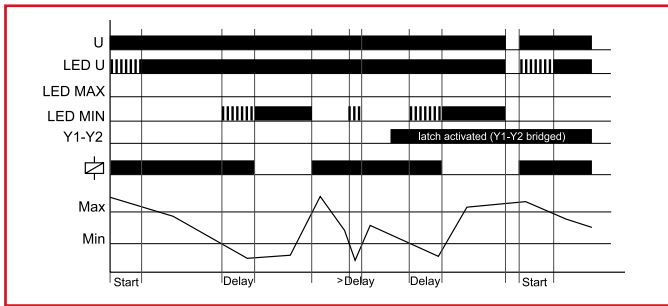 U
LED U
LED MAX
LED MIN
Y1-Y2
latch activated (Y1-Y2 bridged)
Max
Min
Start Delay >Delay Delay Start